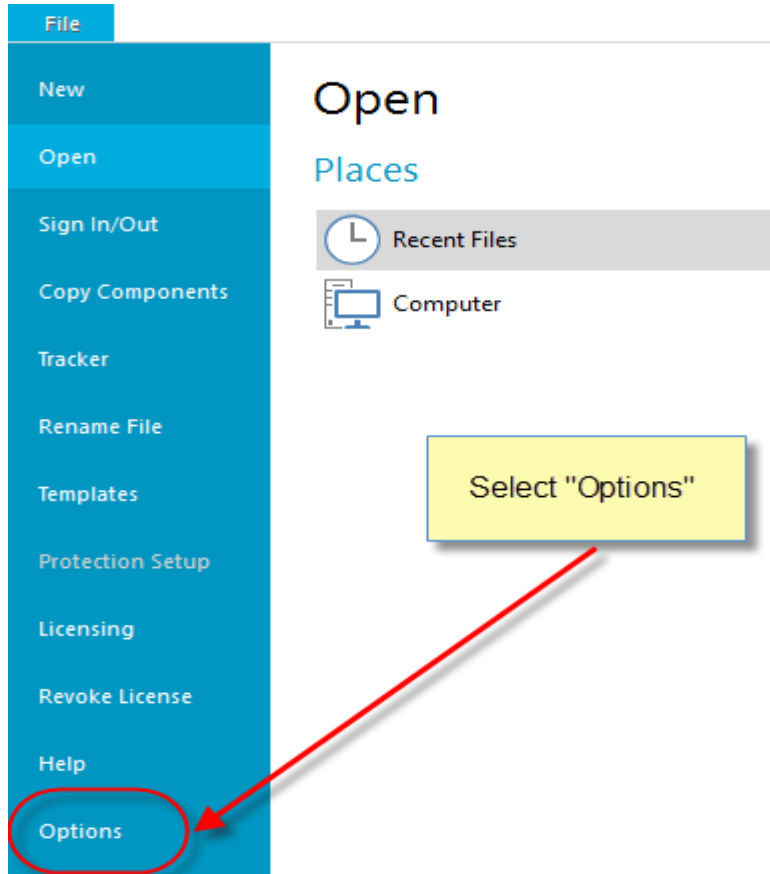 File
New
Open
Sign In/Out
Copy Components
Tracker
Rename File
Templates
Protection Setup
Licensing
Revoke License
Help
Options
Open
Places
Recent Files
Computer
Select "Options"